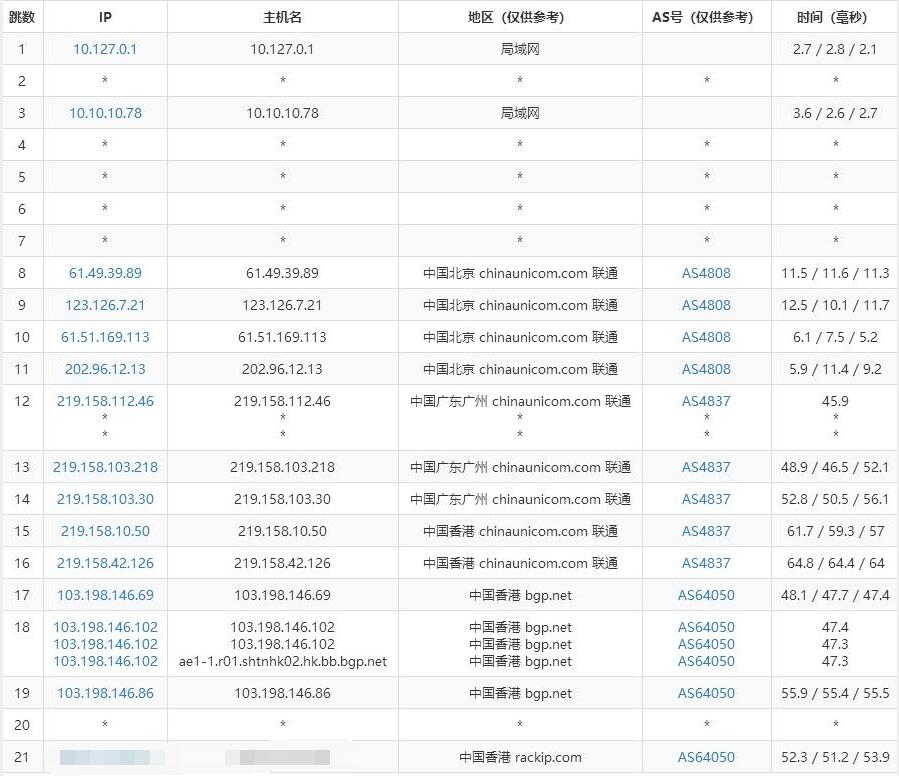 跳数 IP 主机名 地区（仅供参考） AS号（仅供参考） 时间（毫秒）
1 10.127.0.1 10.127.0.1 局域网 2.7 / 2.8 / 2.1
2 * * * * *
3 10.10.10.78 10.10.10.78 局域网 3.6 / 2.6 / 2.7
4 * * * * *
5 * * * * *
6 * * * * *
7 * * * * *
8 61.49.39.89 61.49.39.89 中国北京 chinaunicom.com 联通 AS4808 11.5 / 11.6 / 11.3
9 123.126.7.21 123.126.7.21 中国北京 chinaunicom.com 联通 AS4808 12.5 / 10.1 / 11.7
10 61.51.169.113 61.51.169.113 中国北京 chinaunicom.com 联通 AS4808 6.1 / 7.5 / 5.2
11 202.96.12.13 202.96.12.13 中国北京 chinaunicom.com 联通 AS4808 5.9 / 11.4 / 9.2
12 219.158.112.46 219.158.112.46 中国广东广州 chinaunicom.com 联通 AS4837 45.9
* * * * *
* * * * *
13 219.158.103.218 219.158.103.218 中国广东广州 chinaunicom.com 联通 AS4837 48.9 / 46.5 / 52.1
14 219.158.103.30 219.158.103.30 中国广东广州 chinaunicom.com 联通 AS4837 52.8 / 50.5 / 56.1
15 219.158.10.50 219.158.10.50 中国香港 chinaunicom.com 联通 AS4837 61.7 / 59.3 / 57
16 219.158.42.126 219.158.42.126 中国香港 chinaunicom.com 联通 AS4837 64.8 / 64.4 / 64
17 103.198.146.69 103.198.146.69 中国香港 bgp.net AS64050 48.1 / 47.7 / 47.4
18 103.198.146.102 103.198.146.102 中国香港 bgp.net AS64050 47.4
103.198.146.102 103.198.146.102 中国香港 bgp.net AS64050 47.3
103.198.146.102 ae1-1.r01.shtnhk02.hk.bb.bgp.net 中国香港 bgp.net AS64050 47.3
19 103.198.146.86 103.198.146.86 中国香港 bgp.net AS64050 55.9 / 55.4 / 55.5
20 * * * * *
21 中国香港 rackip.com AS64050 52.3 / 51.2 / 53.9